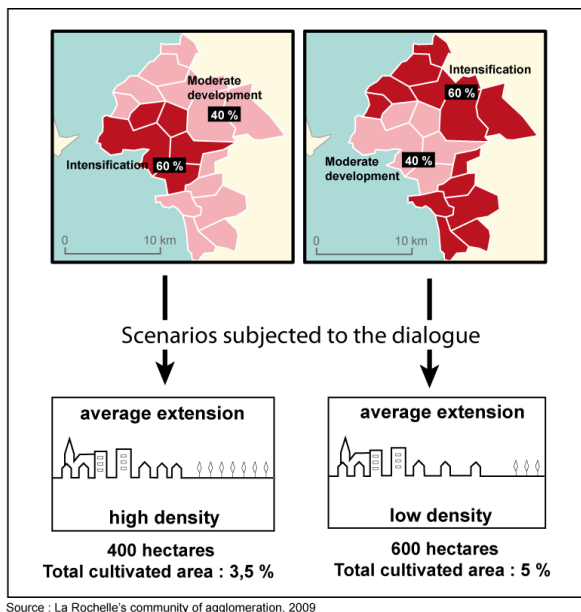 Moderate
development
40 %
Intensification
60 %
0
10 km
Intensification
60 %
40 %
Moderate
development
0
10 km
Scenarios subjected to the dialogue
average extension
high density
400 hectares
Total cultivated area : 3,5 %
average extension
low density
600 hectares
Total cultivated area : 5 %
Source : La Rochelle's community of agglomeration, 2009